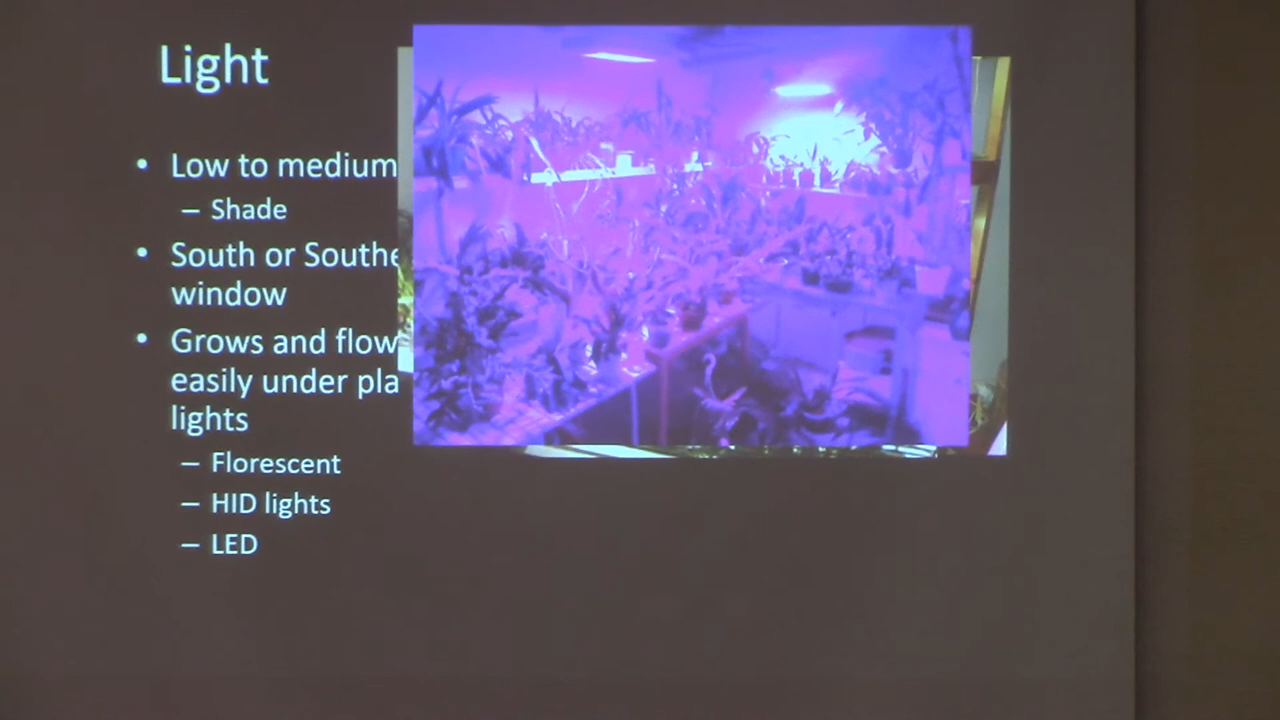 Light
• Low to medium
– Shade
• South or Southe
window
• Grows and flow
easily under pla
lights
– Florescent
– HID lights
– LED